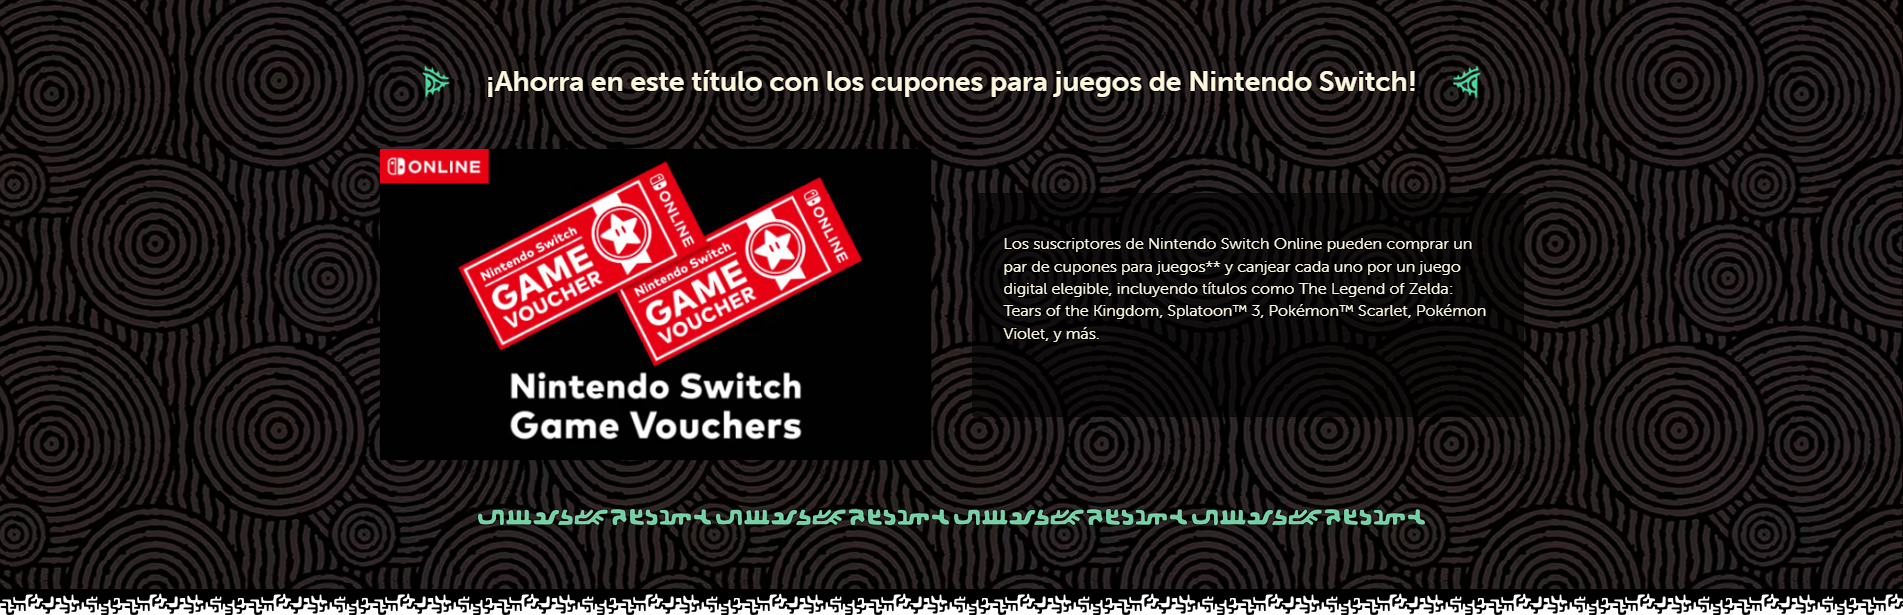 ¡Ahorra en este título con los cupones para juegos de Nintendo Switch!
ONLINE
Nintendo Switch
GAME
VOUCHER
ONLINE
Nintendo Switch
GAME
VOUCHER
ONLINE
Nintendo Switch
Game Vouchers
Los suscriptores de Nintendo Switch Online pueden comprar un
par de cupones para juegos** y canjear cada uno por un juego
digital elegible, incluyendo títulos como The Legend of Zelda:
Tears of the Kingdom, Splatoon™ 3, Pokémon™ Scarlet, Pokémon
Violet, y más.